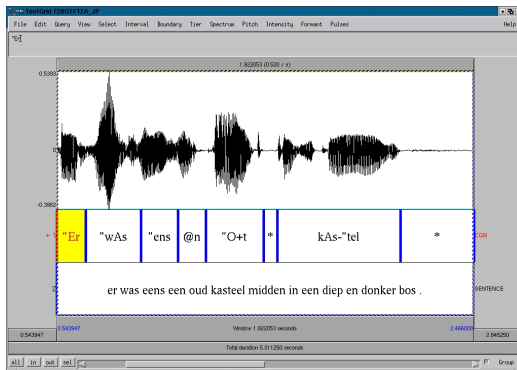 TextGrid F28G1FT2A_JP
File Edit Query View Select Interval Boundary Tier Spectrum Pitch Intensity Formant Pulses Help
"Er
1.922053 (0.520 / s)
0.5393
0
-0.3982
+ 1 "Er "wAs "ens @n "O+t * kAs-"tel * CGN
2 er was eens een oud kasteel midden in een diep en donker bos . SENTENCE
0.543947 Window 1.922053 seconds 2.466000
0.543947 2.845250
Total duration 5.311250 seconds
all in out sel Group